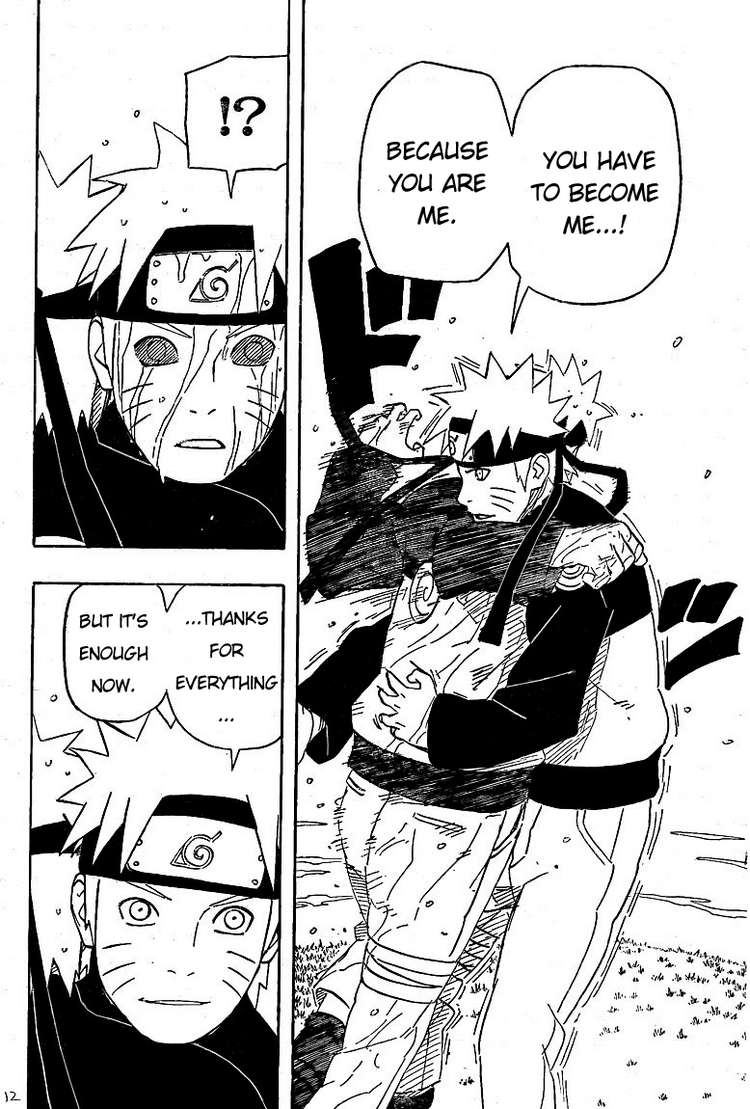 YOU HAVE
TO BECOME
ME...!
BECAUSE
YOU ARE
ME.
!?
...THANKS
FOR
EVERYTHING
...
BUT IT'S
ENOUGH
NOW.
12